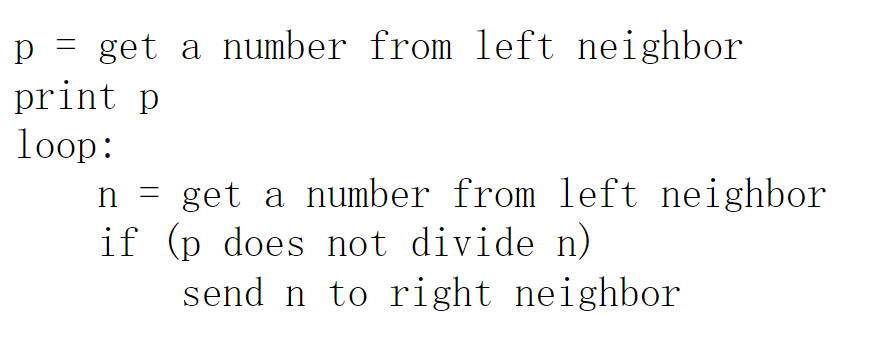 p = get a number from left neighbor
print p
loop:
    n = get a number from left neighbor
    if (p does not divide n)
        send n to right neighbor